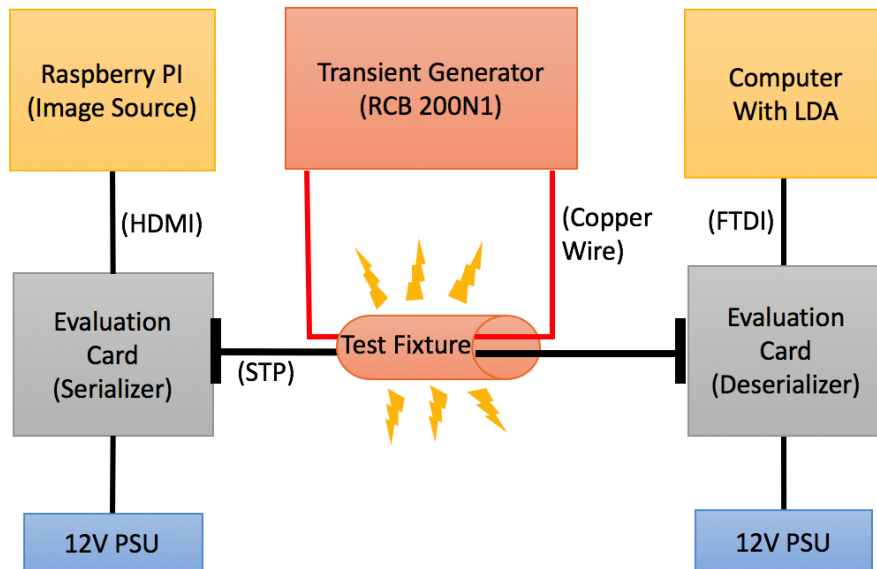 Raspberry PI
(Image Source)
Transient Generator
(RCB 200N1)
Computer
With LDA
(HDMI)
(Copper
Wire)
(FTDI)
Evaluation
Card
(Serializer)
(STP)
Test Fixture
Evaluation
Card
(Deserializer)
12V PSU
12V PSU